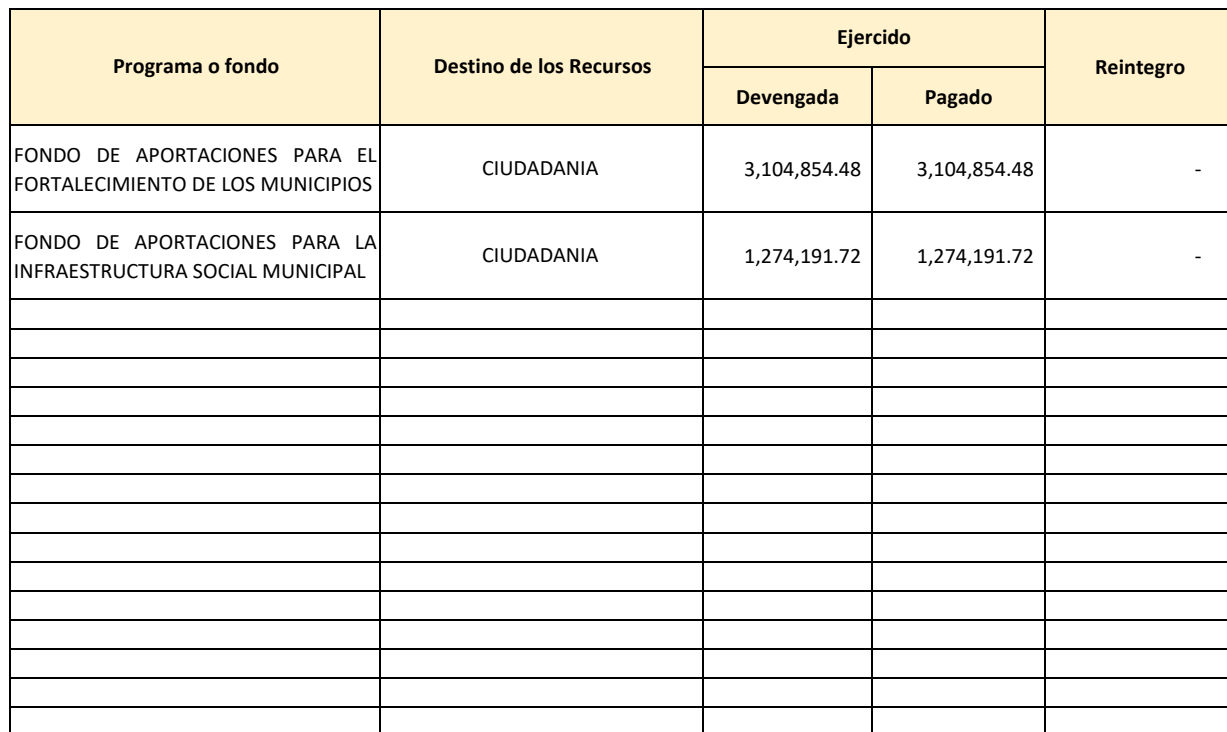 Programa o fondo
Destino de los Recursos
Ejercido
Reintegro
Devengada
Pagado
FONDO DE APORTACIONES PARA EL
FORTALECIMIENTO DE LOS MUNICIPIOS
CIUDADANIA
3,104,854.48
3,104,854.48
-
FONDO DE APORTACIONES PARA LA
INFRAESTRUCTURA SOCIAL MUNICIPAL
CIUDADANIA
1,274,191.72
1,274,191.72
-